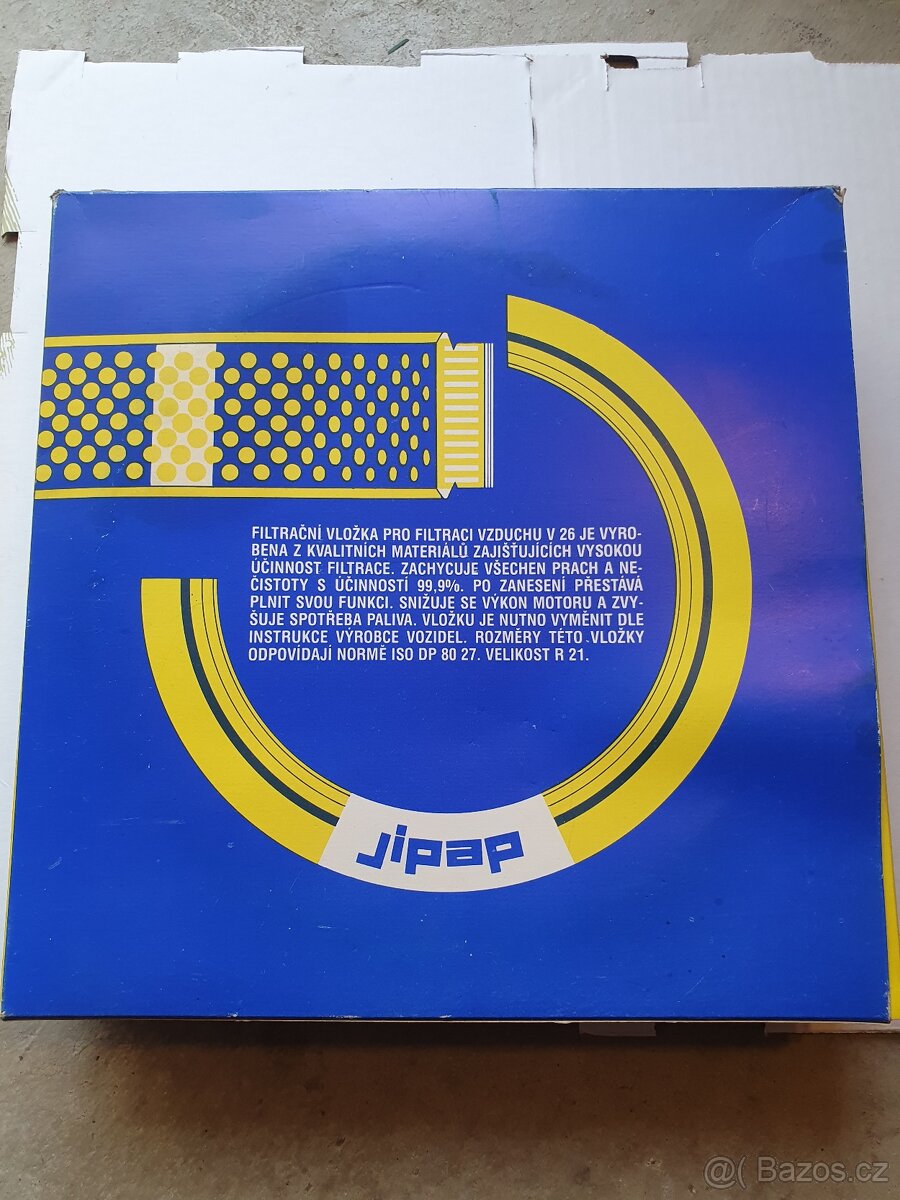 FILTRAČNÍ VLOŽKA PRO FILTRACI VZDUCHU V 26 JE VYRO-
BENA Z KVALITNÍCH MATERIÁLŮ ZAJIŠŤUJÍCÍCH VYSOKOU
ÚČINNOST FILTRACE. ZACHYCUJE VŠECHEN PRACH A NE-
ČISTOTY S ÚČINNOSTÍ 99,9%. PO ZANESENÍ PŘESTÁVÁ
PLNIT SVOU FUNKCI. SNIŽUJE SE VÝKON MOTORU A ZVY-
ŠUJE SPOTŘEBA PALIVA. VLOŽKU JE NUTNO VYMĚNIT DLE
INSTRUKCE VÝROBCE VOZIDEL. ROZMĚRY TÉTO VLOŽKY
ODPOVÍDAJÍ NORMĚ ISO DP 80 27. VELIKOST R 21.
jipap
@( Bazos.cz